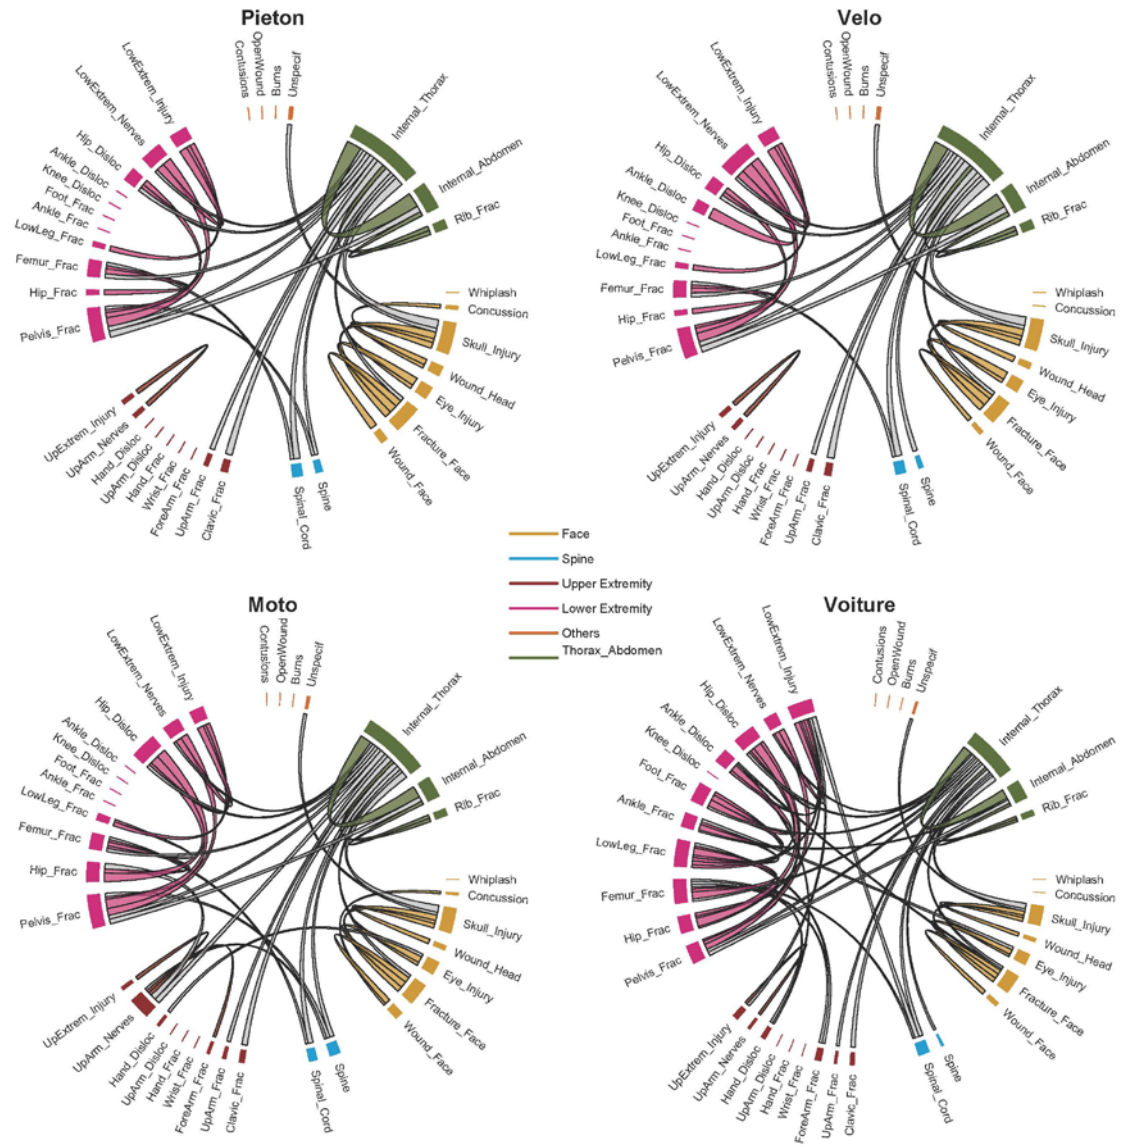 Pieton
Contusions
OpenWound
Burns
Unspecif
Internal_Thorax
Internal_Abdomen
Rib_Frac
Whiplash
Concussion
Skull_Injury
Wound_Head
Eye_Injury
Fracture_Face
Wound_Face
Spine
Spinal_Cord
Clavic_Frac
UpArm_Frac
ForeArm_Frac
Wrist_Frac
Hand_Frac
UpArm_Disloc
Hand_Disloc
UpArm_Nerves
UpExtrem_Injury
Pelvis_Frac
Hip_Frac
Femur_Frac
LowLeg_Frac
Ankle_Frac
Foot_Frac
Knee_Disloc
Ankle_Disloc
Hip_Disloc
LowExtrem_Nerves
LowExtrem_Injury
Velo
Contusions
OpenWound
Burns
Unspecif
Internal_Thorax
Internal_Abdomen
Rib_Frac
Whiplash
Concussion
Skull_Injury
Wound_Head
Eye_Injury
Fracture_Face
Wound_Face
Spine
Spinal_Cord
Clavic_Frac
UpArm_Frac
ForeArm_Frac
Wrist_Frac
Hand_Frac
UpArm_Disloc
Hand_Disloc
UpArm_Nerves
UpExtrem_Injury
Pelvis_Frac
Hip_Frac
Femur_Frac
LowLeg_Frac
Ankle_Frac
Foot_Frac
Knee_Disloc
Ankle_Disloc
Hip_Disloc
LowExtrem_Nerves
LowExtrem_Injury
Face
Spine
Upper Extremity
Lower Extremity
Others
Thorax_Abdomen
Moto
Contusions
OpenWound
Burns
Unspecif
Internal_Thorax
Internal_Abdomen
Rib_Frac
Whiplash
Concussion
Skull_Injury
Wound_Head
Eye_Injury
Fracture_Face
Wound_Face
Spine
Spinal_Cord
Clavic_Frac
UpArm_Frac
ForeArm_Frac
Wrist_Frac
Hand_Frac
UpArm_Disloc
Hand_Disloc
UpArm_Nerves
UpExtrem_Injury
Pelvis_Frac
Hip_Frac
Femur_Frac
LowLeg_Frac
Ankle_Frac
Foot_Frac
Knee_Disloc
Ankle_Disloc
Hip_Disloc
LowExtrem_Nerves
LowExtrem_Injury
Voiture
Contusions
OpenWound
Burns
Unspecif
Internal_Thorax
Internal_Abdomen
Rib_Frac
Whiplash
Concussion
Skull_Injury
Wound_Head
Eye_Injury
Fracture_Face
Wound_Face
Spine
Spinal_Cord
Clavic_Frac
UpArm_Frac
ForeArm_Frac
Wrist_Frac
Hand_Frac
UpArm_Disloc
Hand_Disloc
UpArm_Nerves
UpExtrem_Injury
Pelvis_Frac
Hip_Frac
Femur_Frac
LowLeg_Frac
Ankle_Frac
Foot_Frac
Knee_Disloc
Ankle_Disloc
Hip_Disloc
LowExtrem_Nerves
LowExtrem_Injury